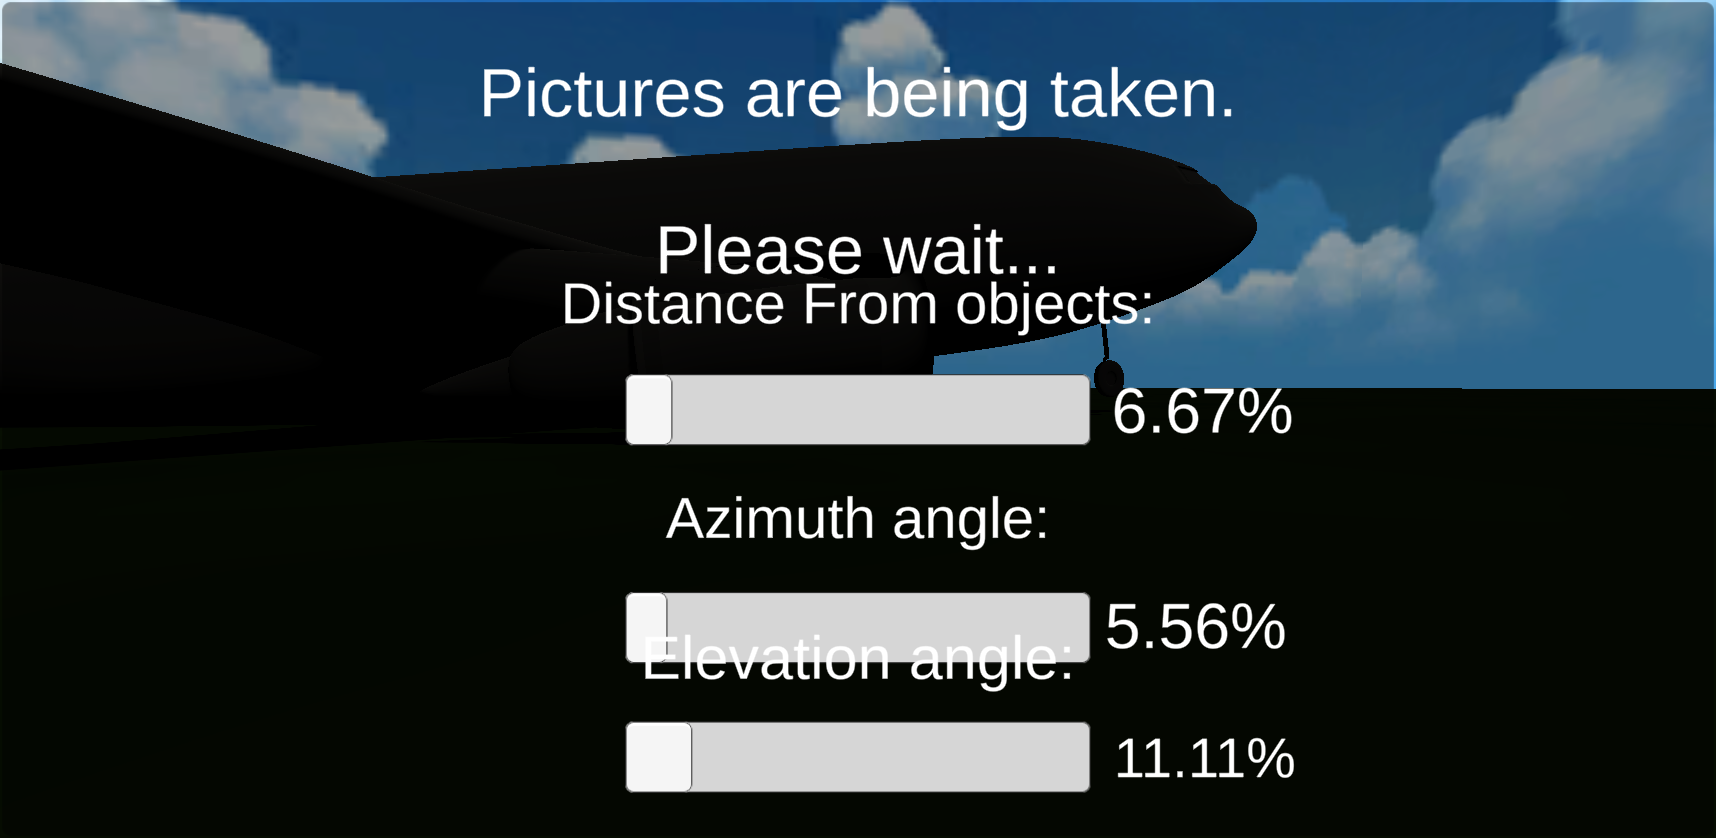 Pictures are being taken.
Please wait...
Distance From objects:
6.67%
Azimuth angle:
5.56%
Elevation angle:
11.11%